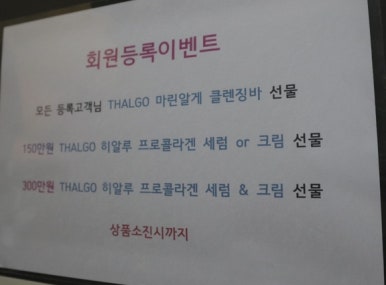 회원등록이벤트
모든 등록고객님 THALGO 마린알게 클렌징바 선물
150만원 THALGO 히알루 프로콜라겐 세럼 or 크림 선물
300만원 THALGO 히알루 프로콜라겐 세럼 & 크림 선물
상품소진시까지